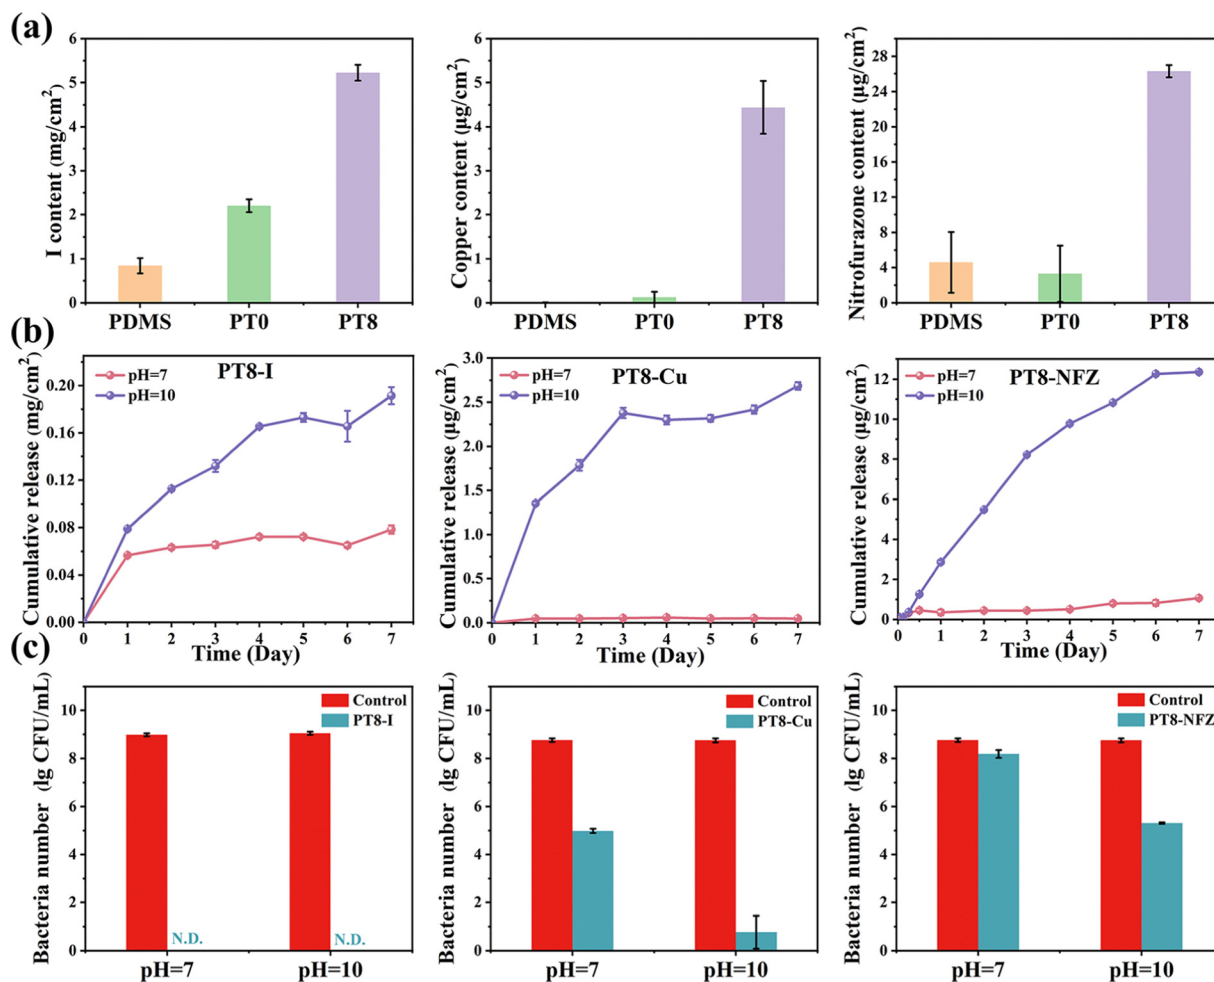 (a)
I content (mg/cm²)
6
5
4
3
2
1
0
PDMS
PT0
PT8
Copper content (µg/cm²)
6
5
4
3
2
1
0
PDMS
PT0
PT8
Nitrofurazone content (µg/cm²)
28
24
20
16
12
8
4
0
PDMS
PT0
PT8
(b)
Cumulative release (mg/cm²)
0.20
0.16
0.12
0.08
0.04
0.00
pH=7
pH=10
PT8-I
0 1 2 3 4 5 6 7
Time (Day)
Cumulative release (µg/cm²)
3.0
2.5
2.0
1.5
1.0
0.5
0.0
pH=7
pH=10
PT8-Cu
0 1 2 3 4 5 6 7
Time (Day)
Cumulative release (µg/cm²)
12
10
8
6
4
2
0
pH=7
pH=10
PT8-NFZ
0 1 2 3 4 5 6 7
Time (Day)
(c)
Bacteria number (lg CFU/mL)
10
8
6
4
2
0
Control
PT8-I
N.D.
N.D.
pH=7
pH=10
Bacteria number (lg CFU/mL)
10
8
6
4
2
0
Control
PT8-Cu
pH=7
pH=10
Bacteria number (lg CFU/mL)
10
8
6
4
2
0
Control
PT8-NFZ
pH=7
pH=10